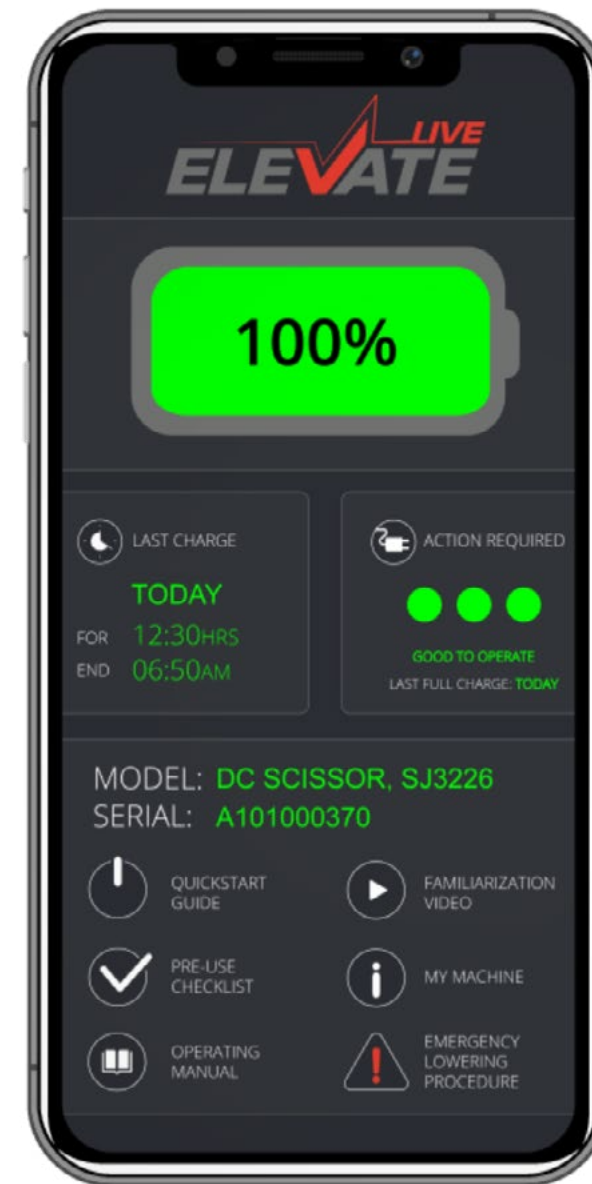 LIVE
ELEVATE
100%
LAST CHARGE
TODAY
FOR 12:30HRS
END 06:50AM
ACTION REQUIRED
GOOD TO OPERATE
LAST FULL CHARGE: TODAY
MODEL: DC SCISSOR, SJ3226
SERIAL: A101000370
QUICKSTART
GUIDE
FAMILIARIZATION
VIDEO
PRE-USE
CHECKLIST
MY MACHINE
OPERATING
MANUAL
EMERGENCY
LOWERING
PROCEDURE